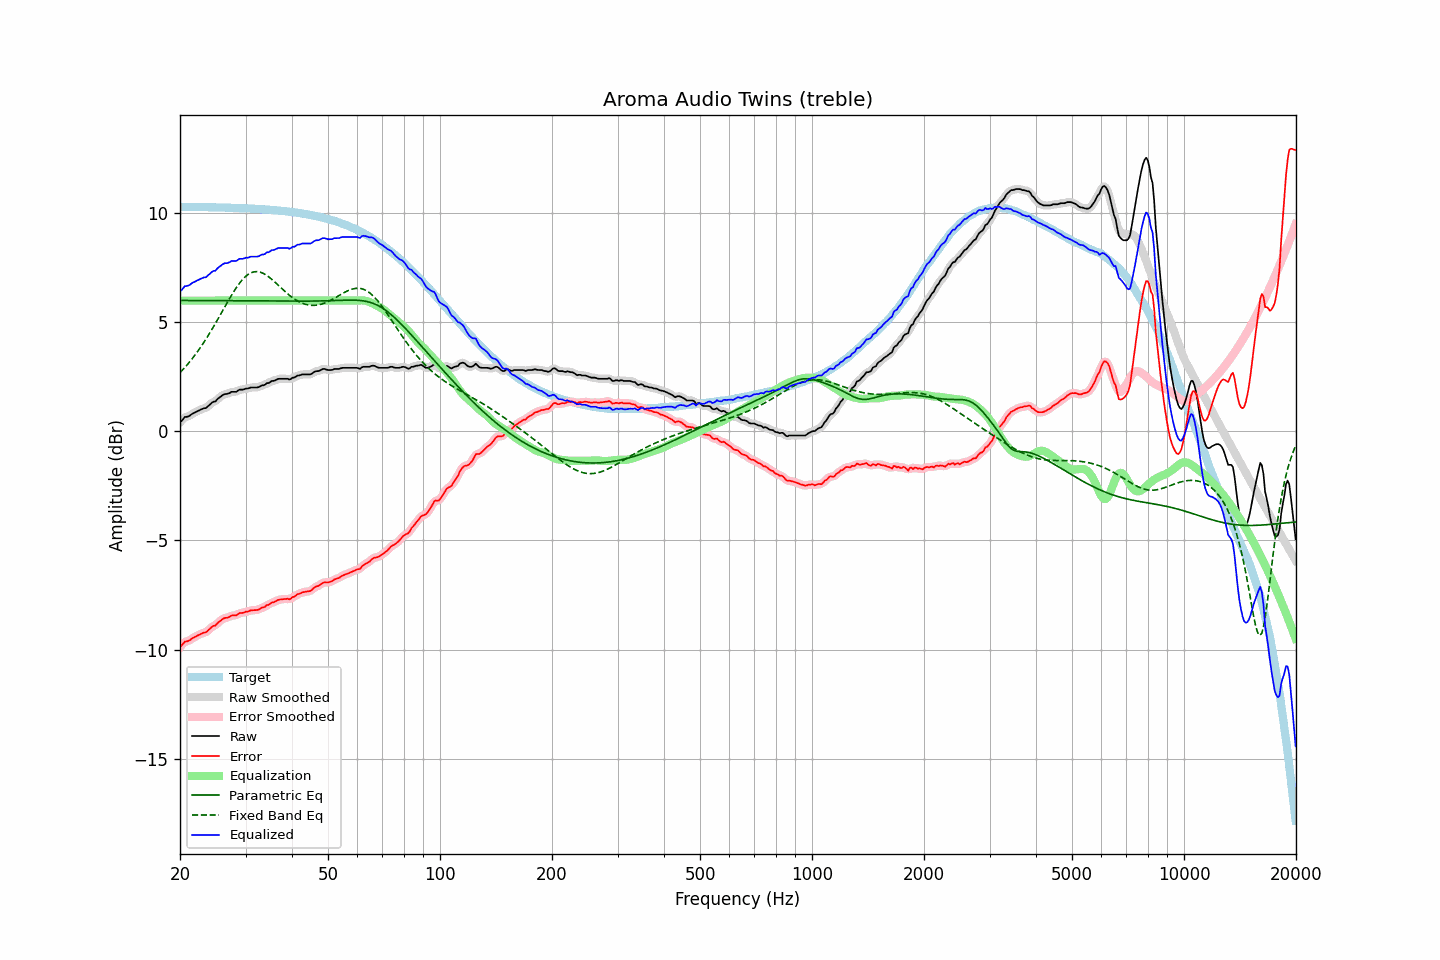 Aroma Audio Twins (treble)
Amplitude (dBr)
10
5
0
−5
−10
−15
Target
Raw Smoothed
Error Smoothed
Raw
Error
Equalization
Parametric Eq
Fixed Band Eq
Equalized
20 50 100 200 500 1000 2000 5000 10000 20000
Frequency (Hz)